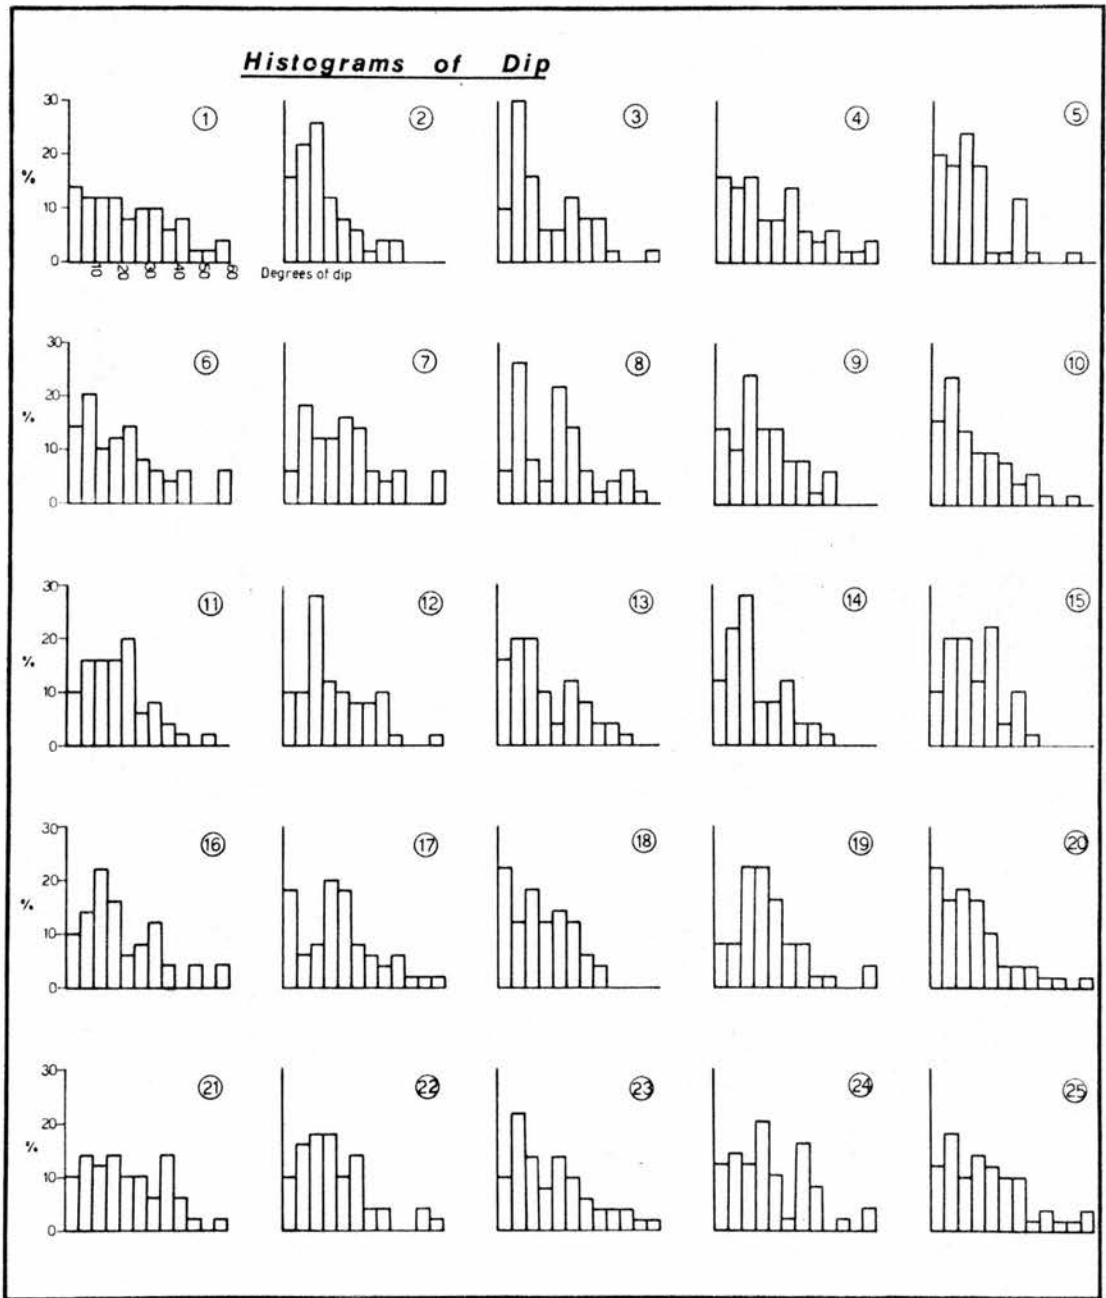 Histograms of Dip
30 ① ② ③ ④ ⑤
20
%
10
0
10 20 30 40 50 60 Degrees of dip
30 ⑥ ⑦ ⑧ ⑨ ⑩
20
%
10
0
30 ⑪ ⑫ ⑬ ⑭ ⑮
20
%
10
0
30 ⑯ ⑰ ⑱ ⑲ ⑳
20
%
10
0
30 ㉑ ㉒ ㉓ ㉔ ㉕
20
%
10
0